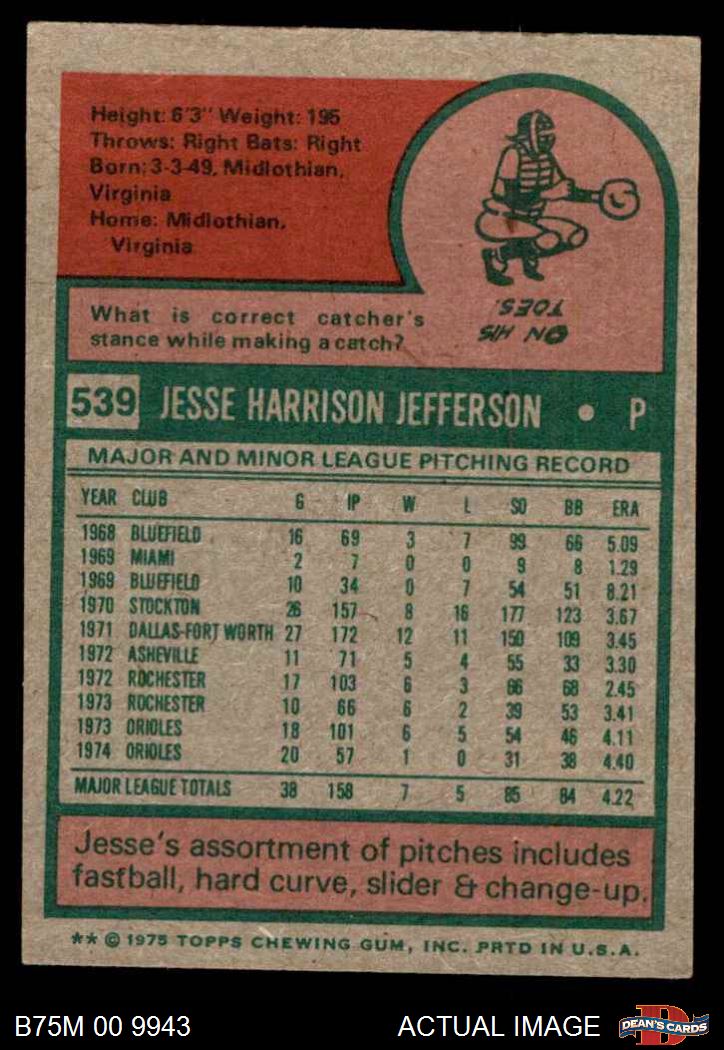 Height: 6'3" Weight: 195
Throws: Right Bats: Right
Born: 3-3-49, Midlothian,
Virginia
Home: Midlothian,
Virginia
What is correct catcher's
stance while making a catch?
ON HIS
TOES.
539 JESSE HARRISON JEFFERSON • P
MAJOR AND MINOR LEAGUE PITCHING RECORD
YEAR CLUB G IP W L SO BB ERA
1968 BLUEFIELD 16 69 3 7 99 66 5.09
1969 MIAMI 2 7 0 0 9 8 1.29
1969 BLUEFIELD 10 34 0 7 54 51 8.21
1970 STOCKTON 26 157 8 16 177 123 3.67
1971 DALLAS-FORT WORTH 27 172 12 11 150 109 3.45
1972 ASHEVILLE 11 71 5 4 55 33 3.30
1972 ROCHESTER 17 103 6 3 66 68 2.45
1973 ROCHESTER 10 66 6 2 39 53 3.41
1973 ORIOLES 18 101 6 5 54 46 4.11
1974 ORIOLES 20 57 1 0 31 38 4.40
MAJOR LEAGUE TOTALS 38 158 7 5 85 84 4.22
Jesse's assortment of pitches includes
fastball, hard curve, slider & change-up.
** © 1975 TOPPS CHEWING GUM, INC. PRTD IN U.S.A.
B75M 00 9943 ACTUAL IMAGE DEAN'S CARDS